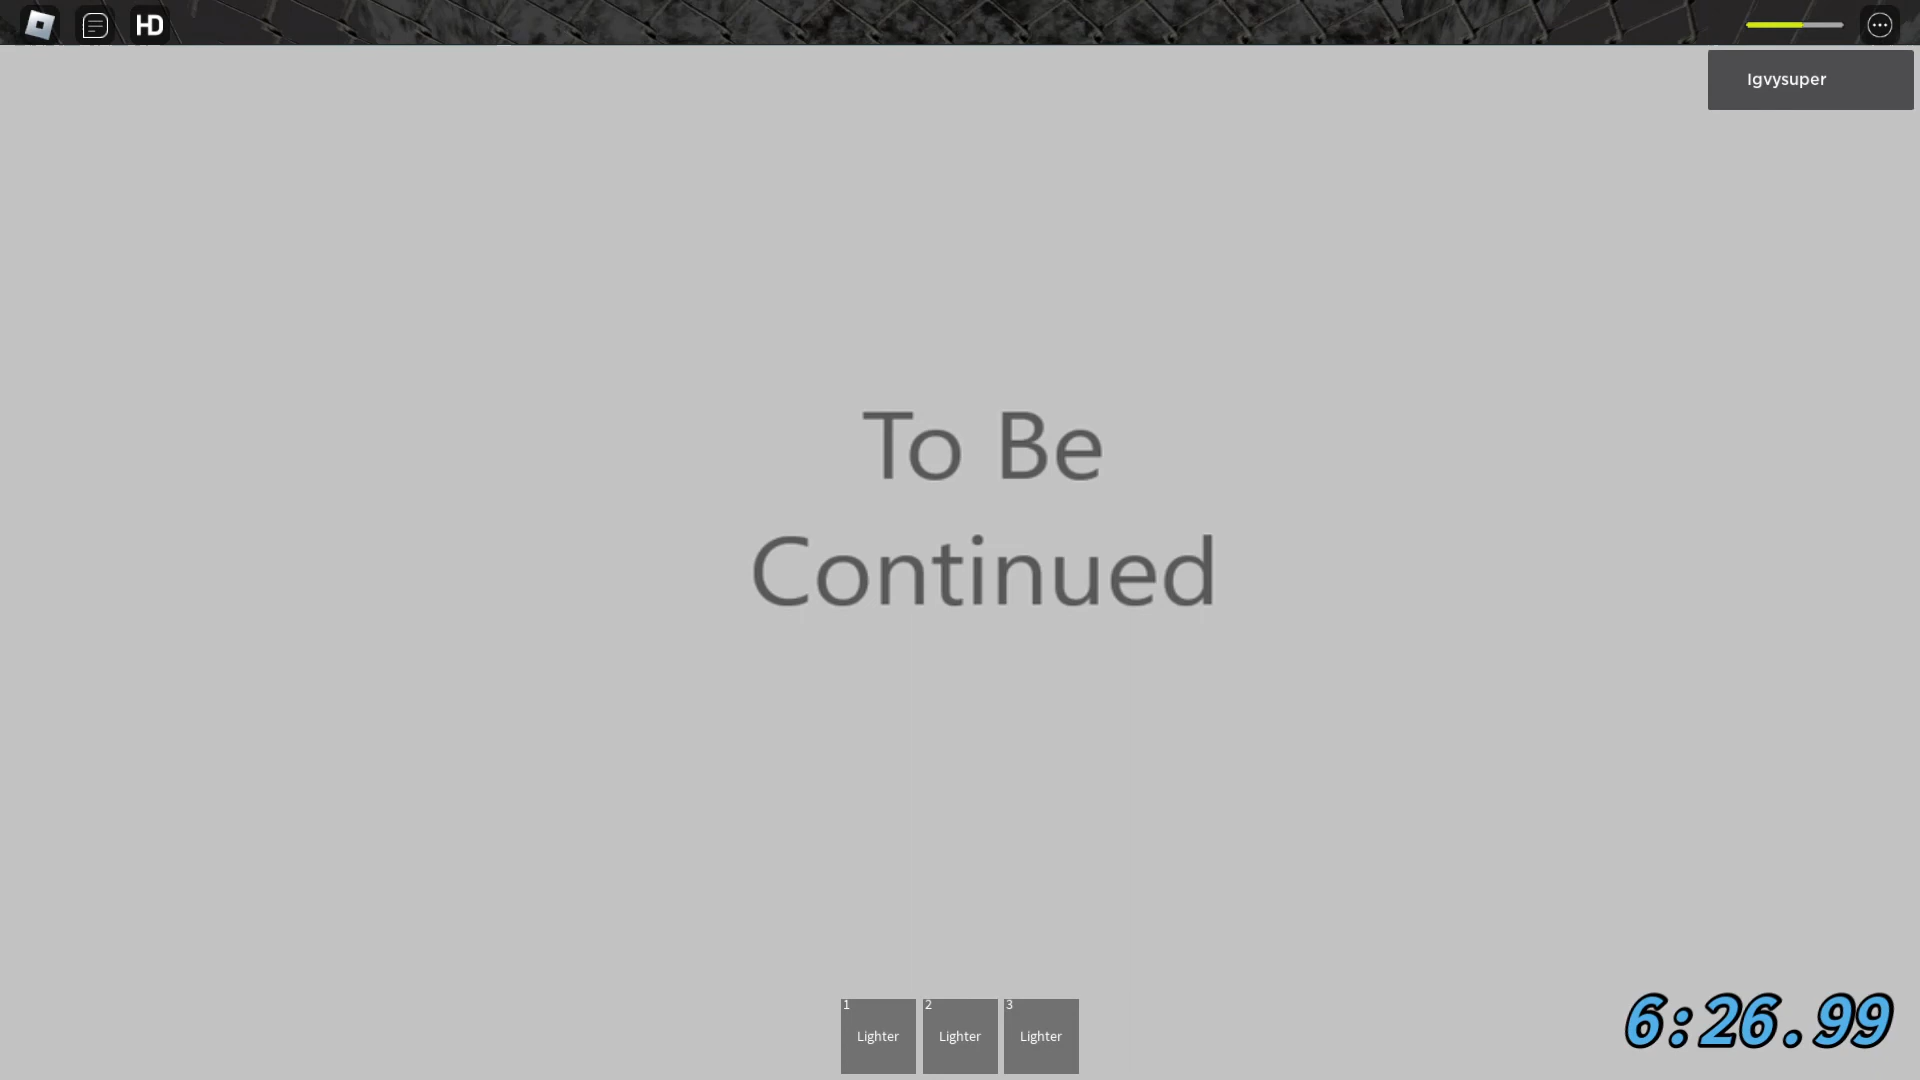 HD
Igvysuper
To Be
Continued
1
Lighter
2
Lighter
3
Lighter
6:26.99